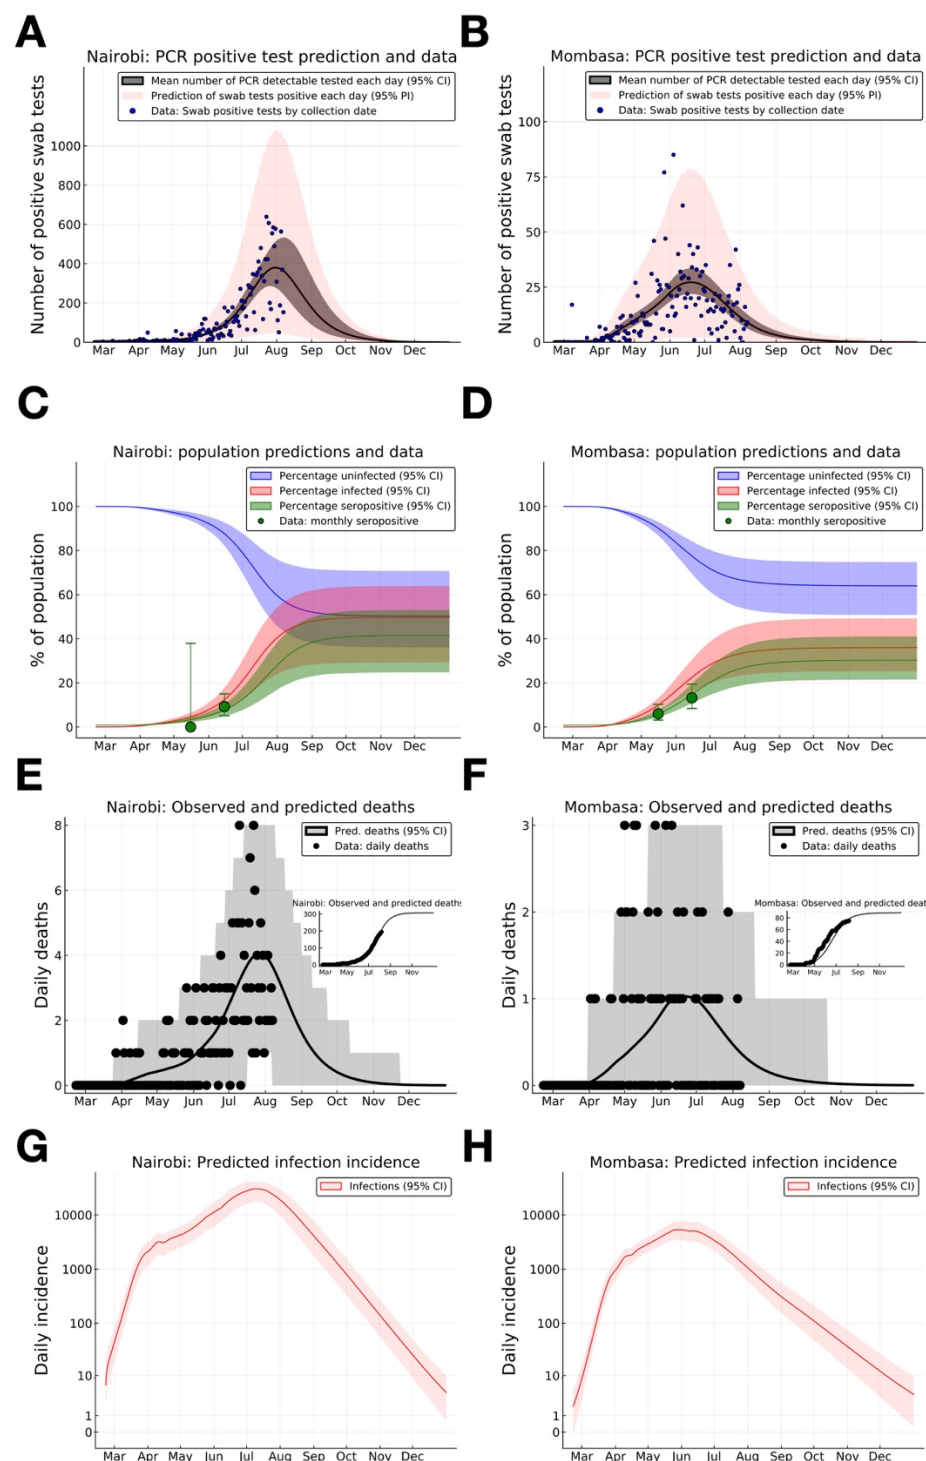 A
B
Nairobi: PCR positive test prediction and data
Mean number of PCR detectable tested each day (95% CI)
Prediction of swab tests positive each day (95% PI)
Data: Swab positive tests by collection date
Number of positive swab tests
1000
800
600
400
200
0
Mar Apr May Jun Jul Aug Sep Oct Nov Dec
Mombasa: PCR positive test prediction and data
Mean number of PCR detectable tested each day (95% CI)
Prediction of swab tests positive each day (95% PI)
Data: Swab positive tests by collection date
Number of positive swab tests
100
75
50
25
0
Mar Apr May Jun Jul Aug Sep Oct Nov Dec
C
D
Nairobi: population predictions and data
Percentage uninfected (95% CI)
Percentage infected (95% CI)
Percentage seropositive (95% CI)
Data: monthly seropositive
% of population
100
80
60
40
20
0
Mar Apr May Jun Jul Aug Sep Oct Nov Dec
Mombasa: population predictions and data
Percentage uninfected (95% CI)
Percentage infected (95% CI)
Percentage seropositive (95% CI)
Data: monthly seropositive
% of population
100
80
60
40
20
0
Mar Apr May Jun Jul Aug Sep Oct Nov Dec
E
F
Nairobi: Observed and predicted deaths
Pred. deaths (95% CI)
Data: daily deaths
Daily deaths
8
6
4
2
0
Mar Apr May Jun Jul Aug Sep Oct Nov Dec
Nairobi: Observed and predicted deaths
300
200
100
0
Mar May Jul Sep Nov
Mombasa: Observed and predicted deaths
Pred. deaths (95% CI)
Data: daily deaths
Daily deaths
3
2
1
0
Mar Apr May Jun Jul Aug Sep Oct Nov Dec
Mombasa: Observed and predicted deat
80
60
40
20
0
Mar May Jul Sep Nov
G
H
Nairobi: Predicted infection incidence
Infections (95% CI)
Daily incidence
10000
1000
100
10
1
0
Mar Apr May Jun Jul Aug Sep Oct Nov Dec
Mombasa: Predicted infection incidence
Infections (95% CI)
Daily incidence
10000
1000
100
10
1
0
Mar Apr May Jun Jul Aug Sep Oct Nov Dec